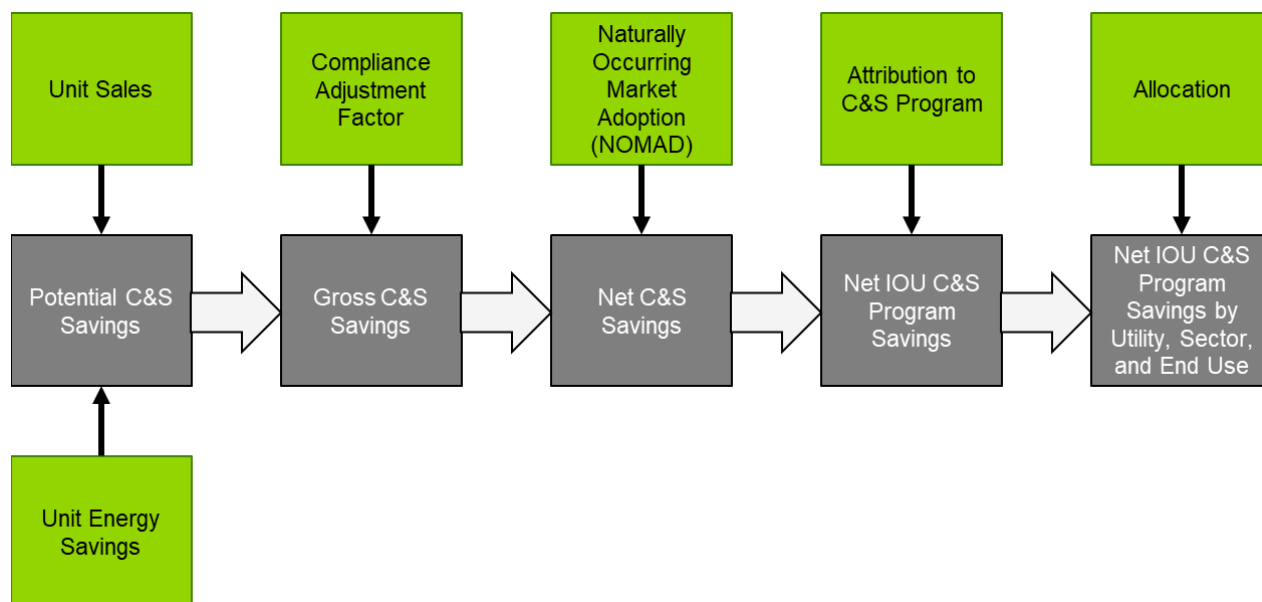 Unit Sales
Compliance
Adjustment
Factor
Naturally
Occurring
Market
Adoption
(NOMAD)
Attribution to
C&S Program
Allocation
Potential C&S
Savings
Gross C&S
Savings
Net C&S
Savings
Net IOU C&S
Program
Savings
Net IOU C&S
Program
Savings by
Utility, Sector,
and End Use
Unit Energy
Savings